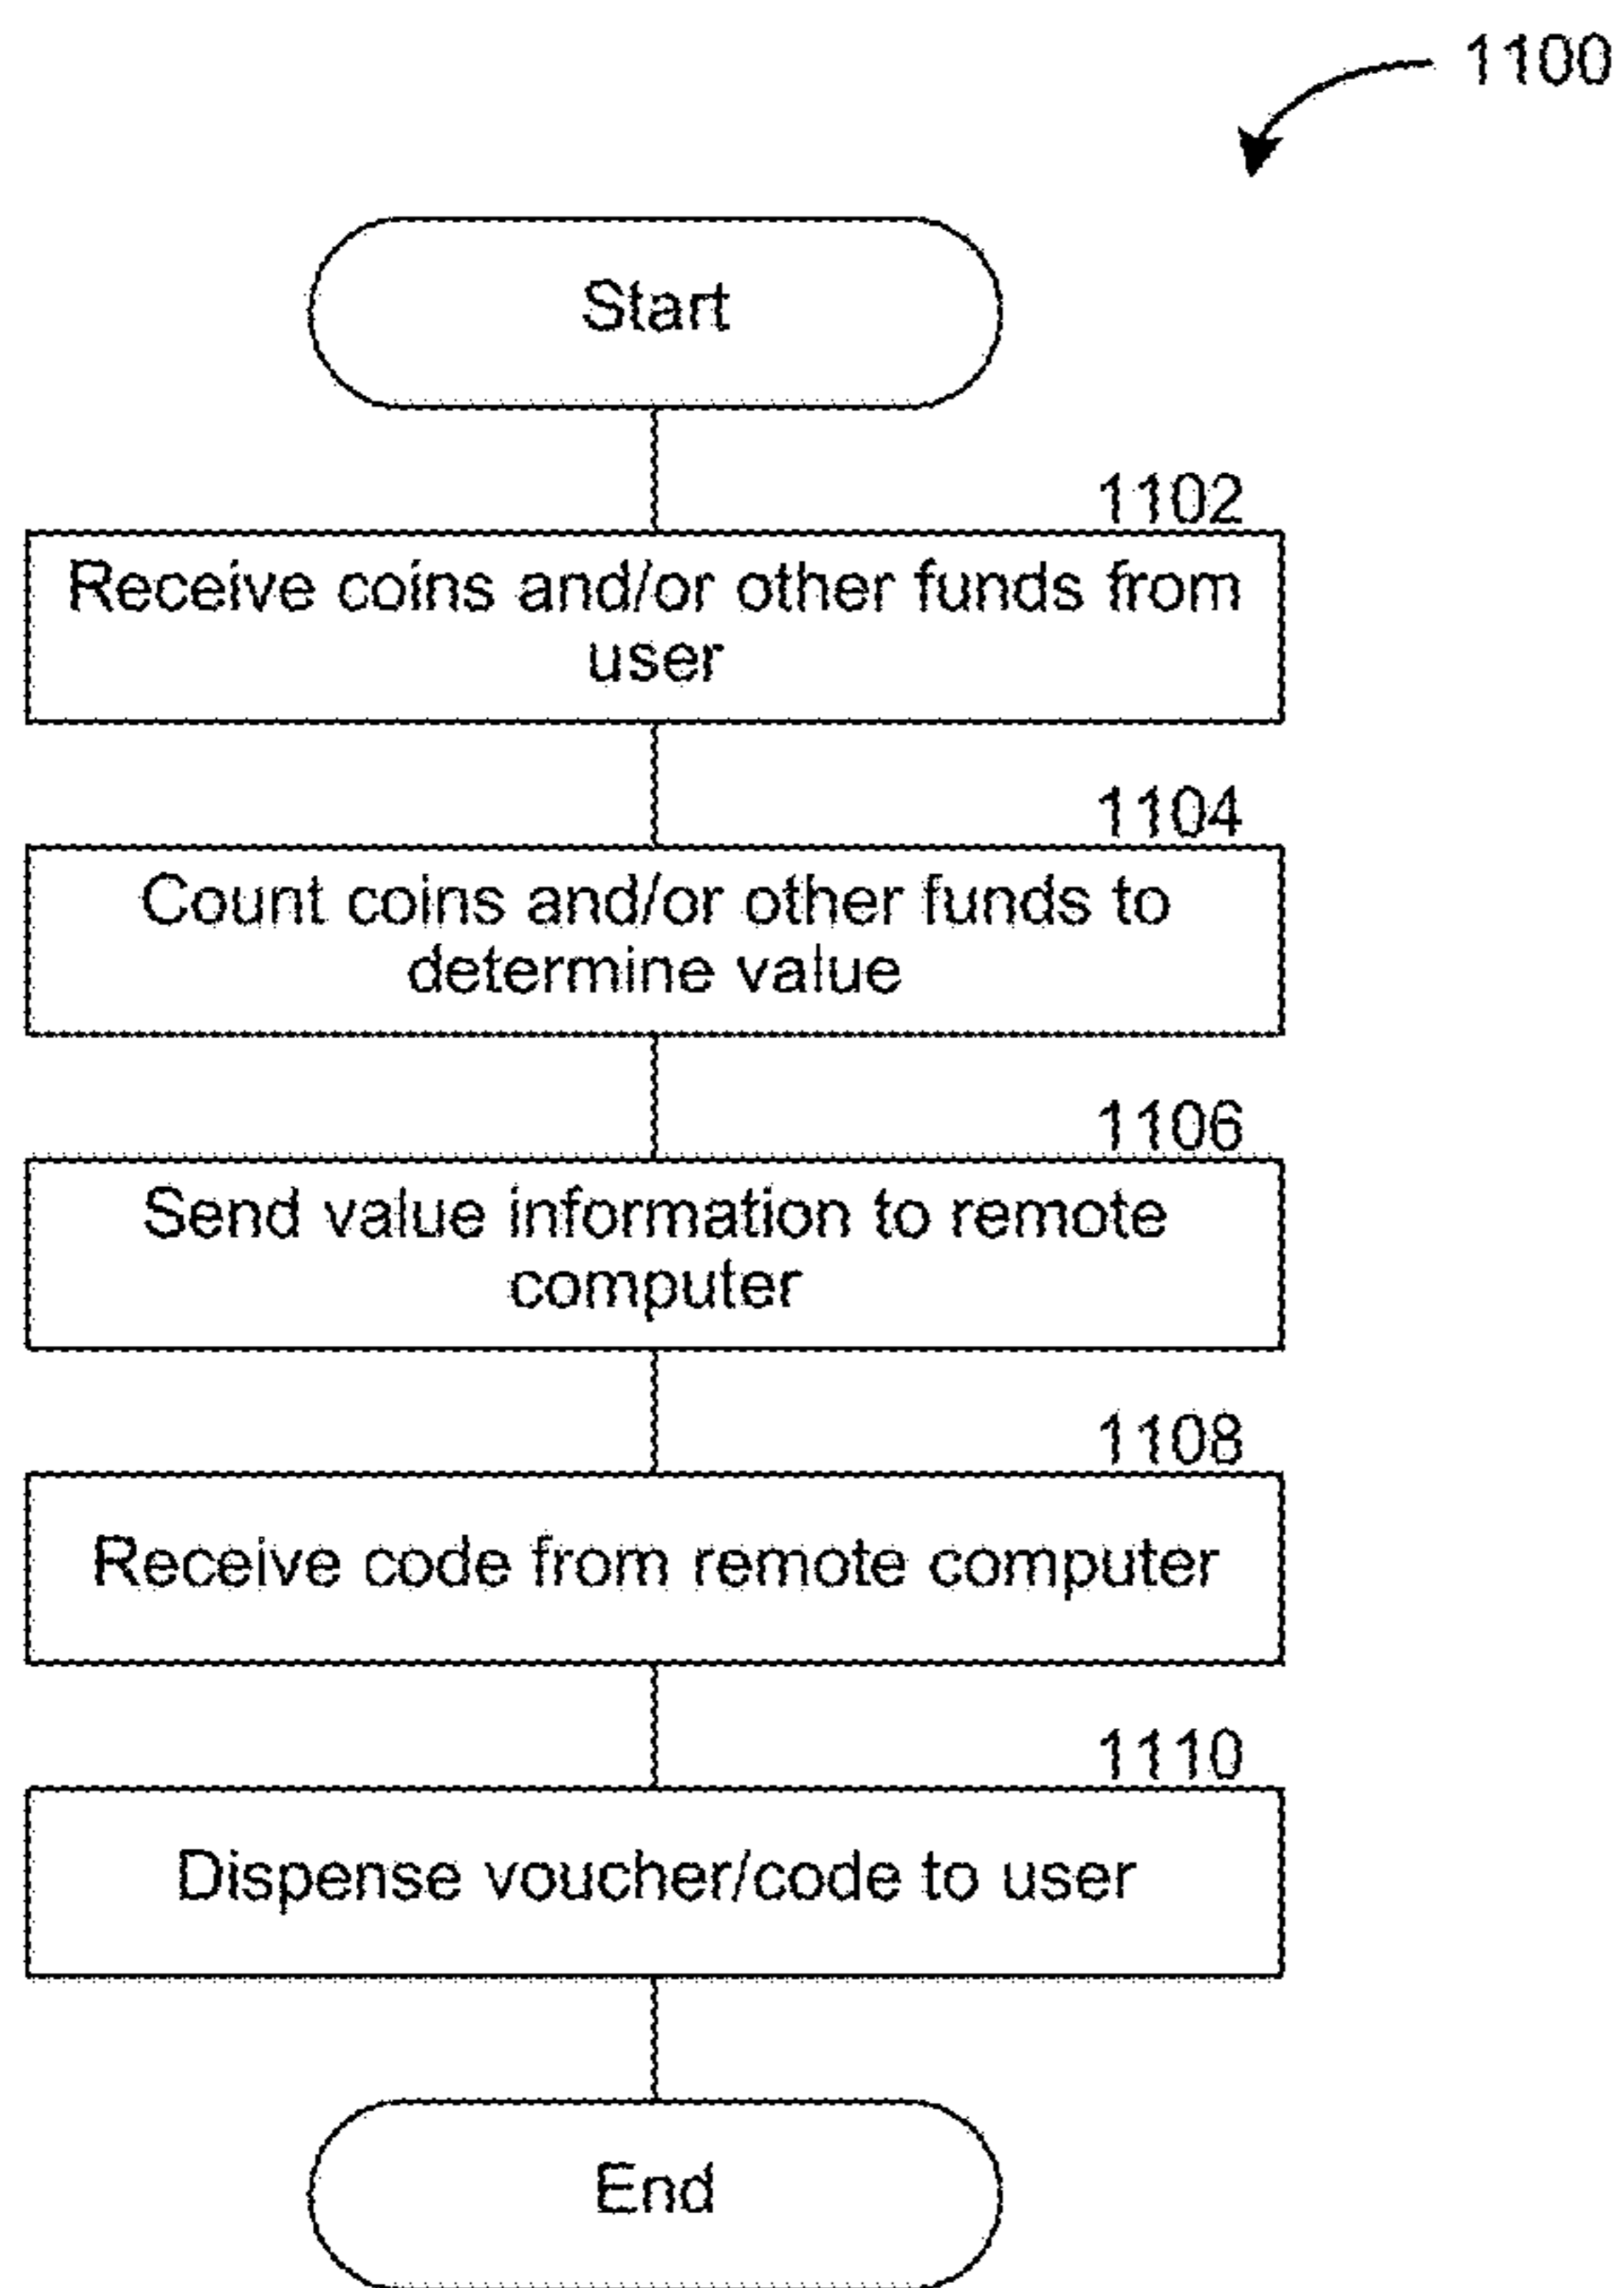 1100
Start
1102
Receive coins and/or other funds from
user
1104
Count coins and/or other funds to
determine value
1106
Send value information to remote
computer
1108
Receive code from remote computer
1110
Dispense voucher/code to user
End